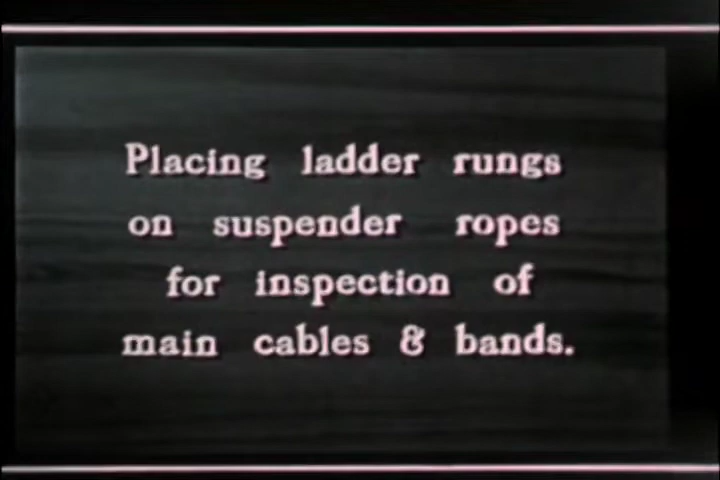 Placing ladder rungs
on suspender ropes
for inspection of
main cables & bands.